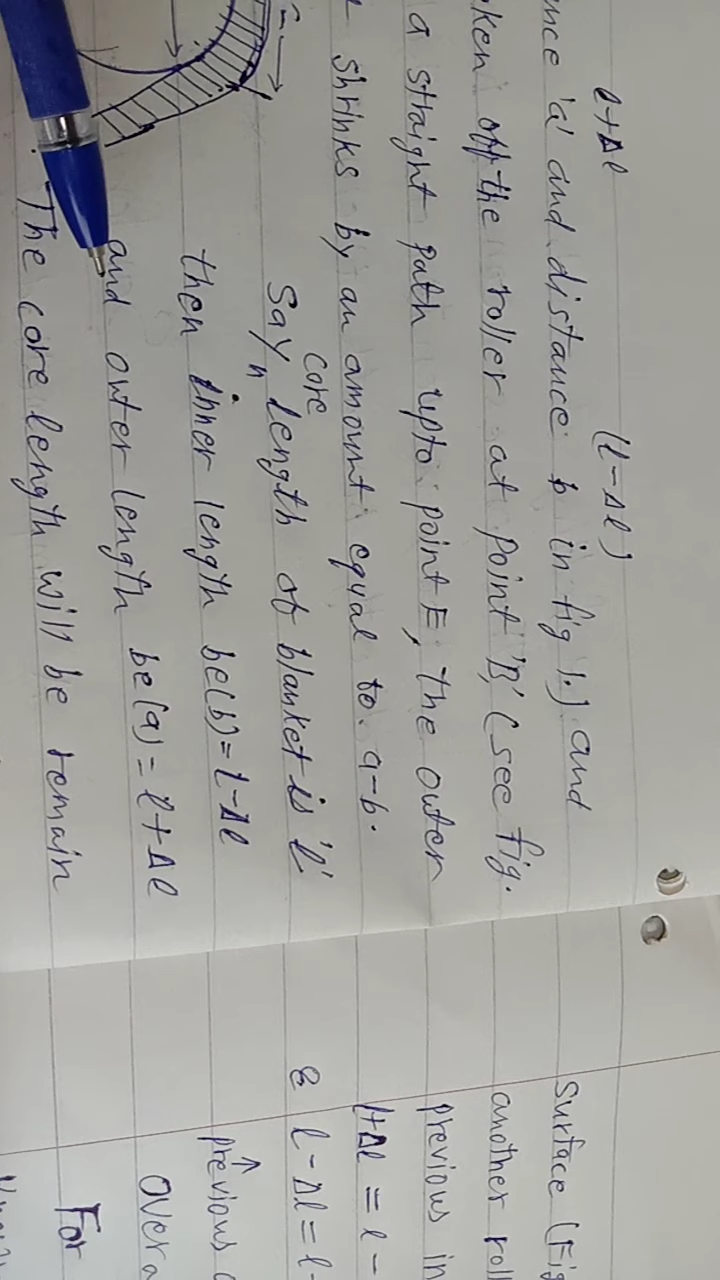 l+Δl (l-Δl)
ance 'a' and distance b in fig 1.) and
ken off the roller at point 'B' (see fig.
a straight path upto point F, the outer
shrinks by an amount equal to a-b.
core
Say, length of blanket is 'l'
then inner length be(b)=l-Δl
and outer length be(a)=l+Δl
The core length will be remain
Surface (Fig
another roll
previous in
l+Δl = l-
& l-Δl = l-
previous
Overa
For